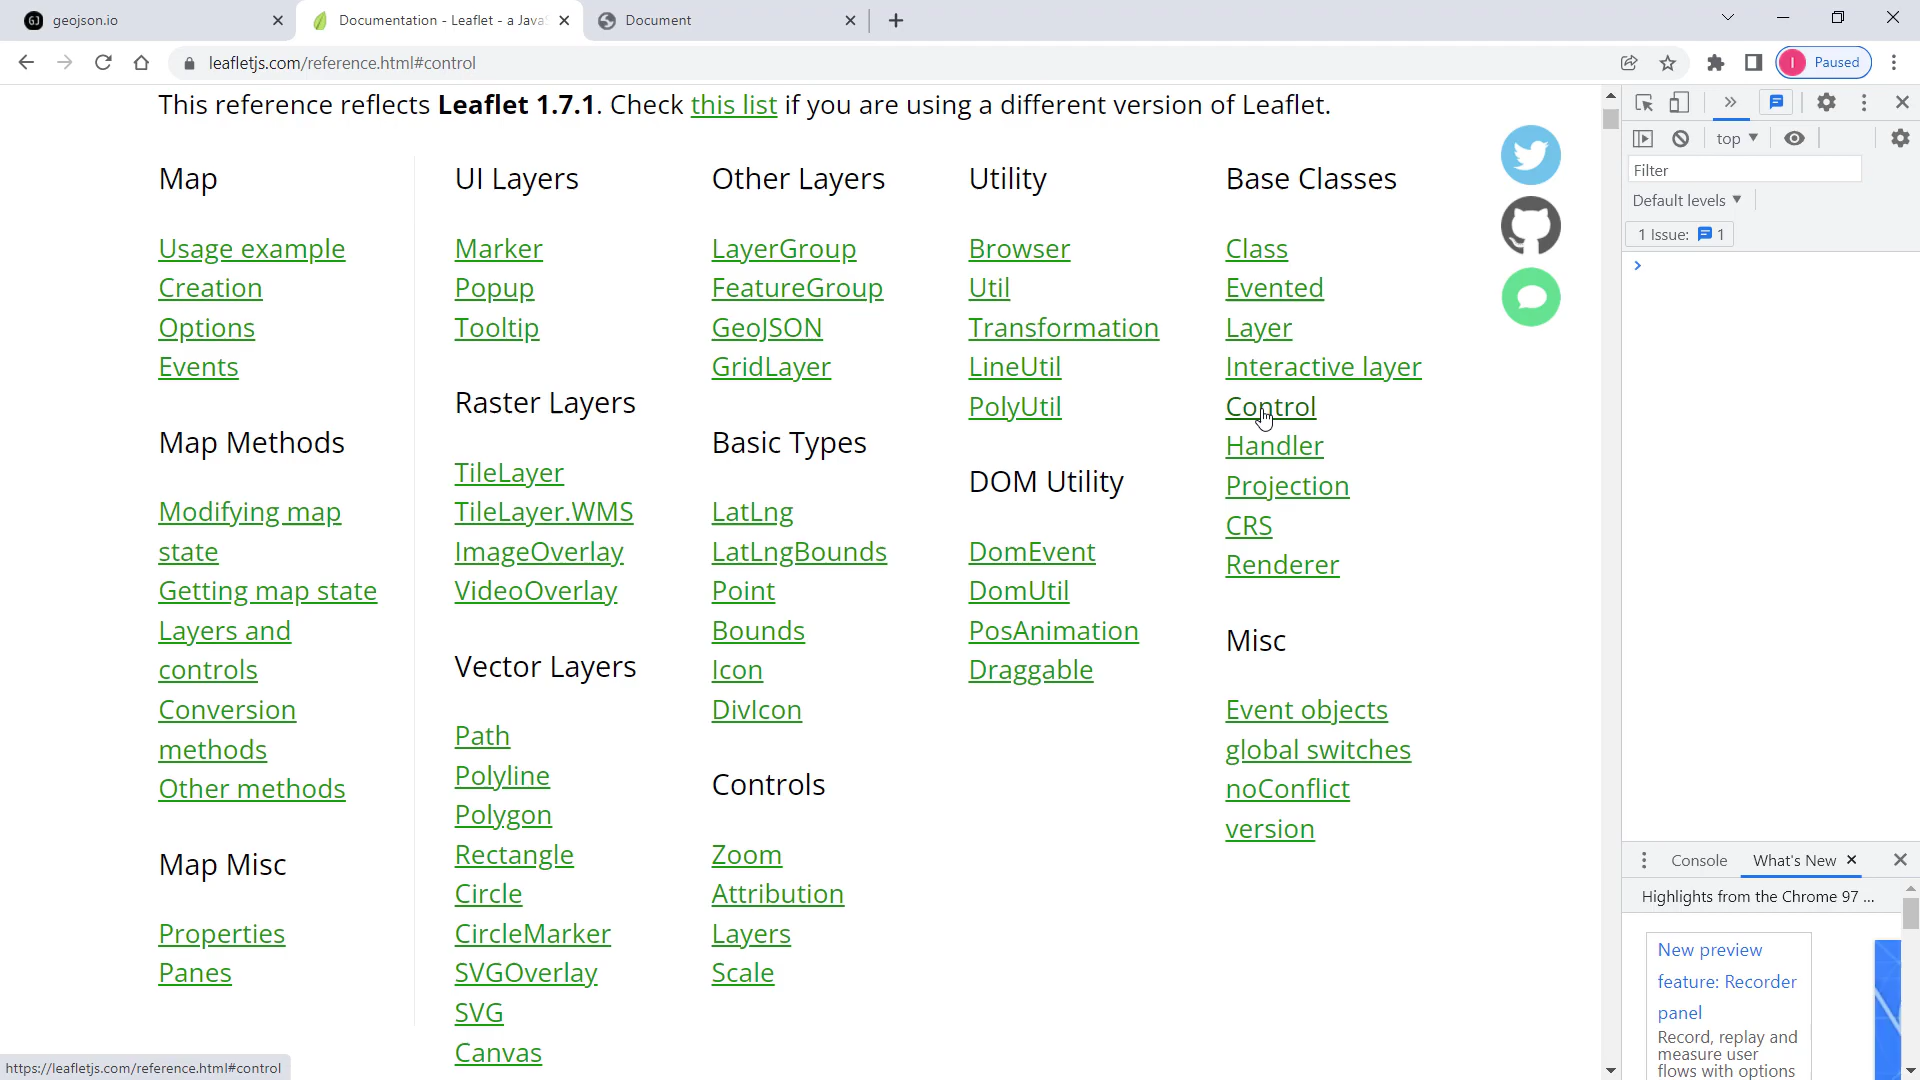 geojson.io
Documentation - Leaflet - a Java
Document
leafletjs.com/reference.html#control
Paused
This reference reflects Leaflet 1.7.1. Check this list if you are using a different version of Leaflet.
Map
Usage example
Creation
Options
Events
Map Methods
Modifying map
state
Getting map state
Layers and
controls
Conversion
methods
Other methods
Map Misc
Properties
Panes
UI Layers
Marker
Popup
Tooltip
Raster Layers
TileLayer
TileLayer.WMS
ImageOverlay
VideoOverlay
Vector Layers
Path
Polyline
Polygon
Rectangle
Circle
CircleMarker
SVGOverlay
SVG
Canvas
Other Layers
LayerGroup
FeatureGroup
GeoJSON
GridLayer
Basic Types
LatLng
LatLngBounds
Point
Bounds
Icon
DivIcon
Controls
Zoom
Attribution
Layers
Scale
Utility
Browser
Util
Transformation
LineUtil
PolyUtil
DOM Utility
DomEvent
DomUtil
PosAnimation
Draggable
Base Classes
Class
Evented
Layer
Interactive layer
Control
Handler
Projection
CRS
Renderer
Misc
Event objects
global switches
noConflict
version
top
Filter
Default levels
1 Issue: 1
Console
What's New
Highlights from the Chrome 97 ...
New preview
feature: Recorder
panel
Record, replay and
measure user
flows with options
https://leafletjs.com/reference.html#control